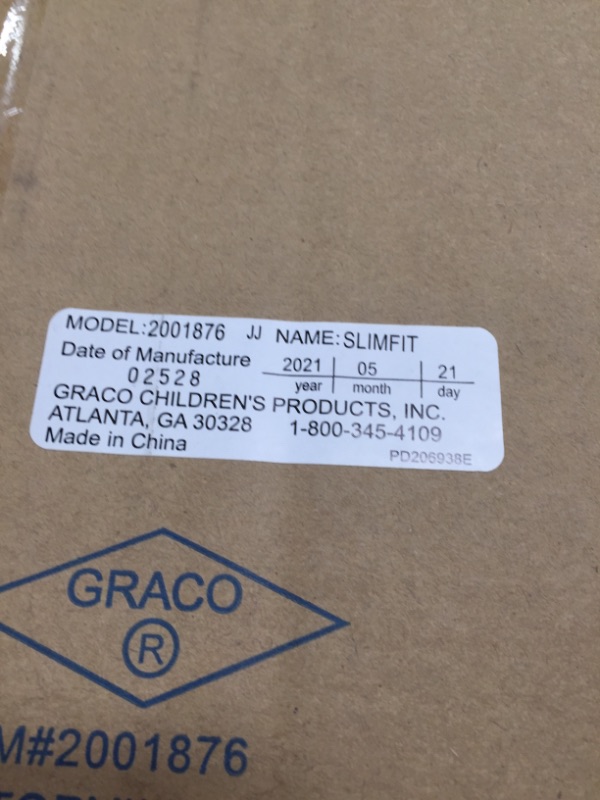 MODEL:2001876 JJ NAME:SLIMFIT
Date of Manufacture 2021 05 21
02528 year month day
GRACO CHILDREN'S PRODUCTS, INC.
ATLANTA, GA 30328 1-800-345-4109
Made in China PD206938E
GRACO
®
M#2001876